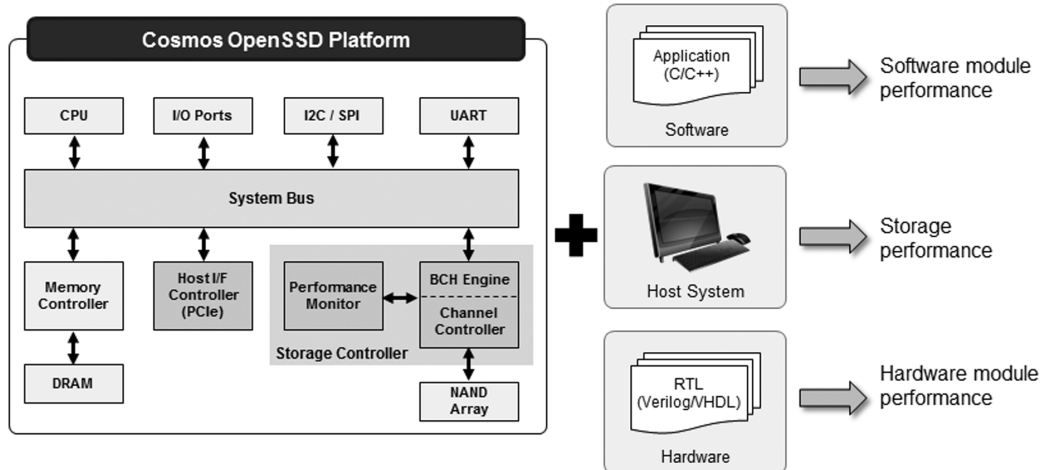 Cosmos OpenSSD Platform
CPU
I/O Ports
I2C / SPI
UART
System Bus
Memory
Controller
Host I/F
Controller
(PCIe)
Performance
Monitor
BCH Engine
Channel
Controller
Storage Controller
DRAM
NAND
Array
Application
(C/C++)
Software
Software module
performance
Host System
Storage
performance
RTL
(Verilog/VHDL)
Hardware
Hardware module
performance